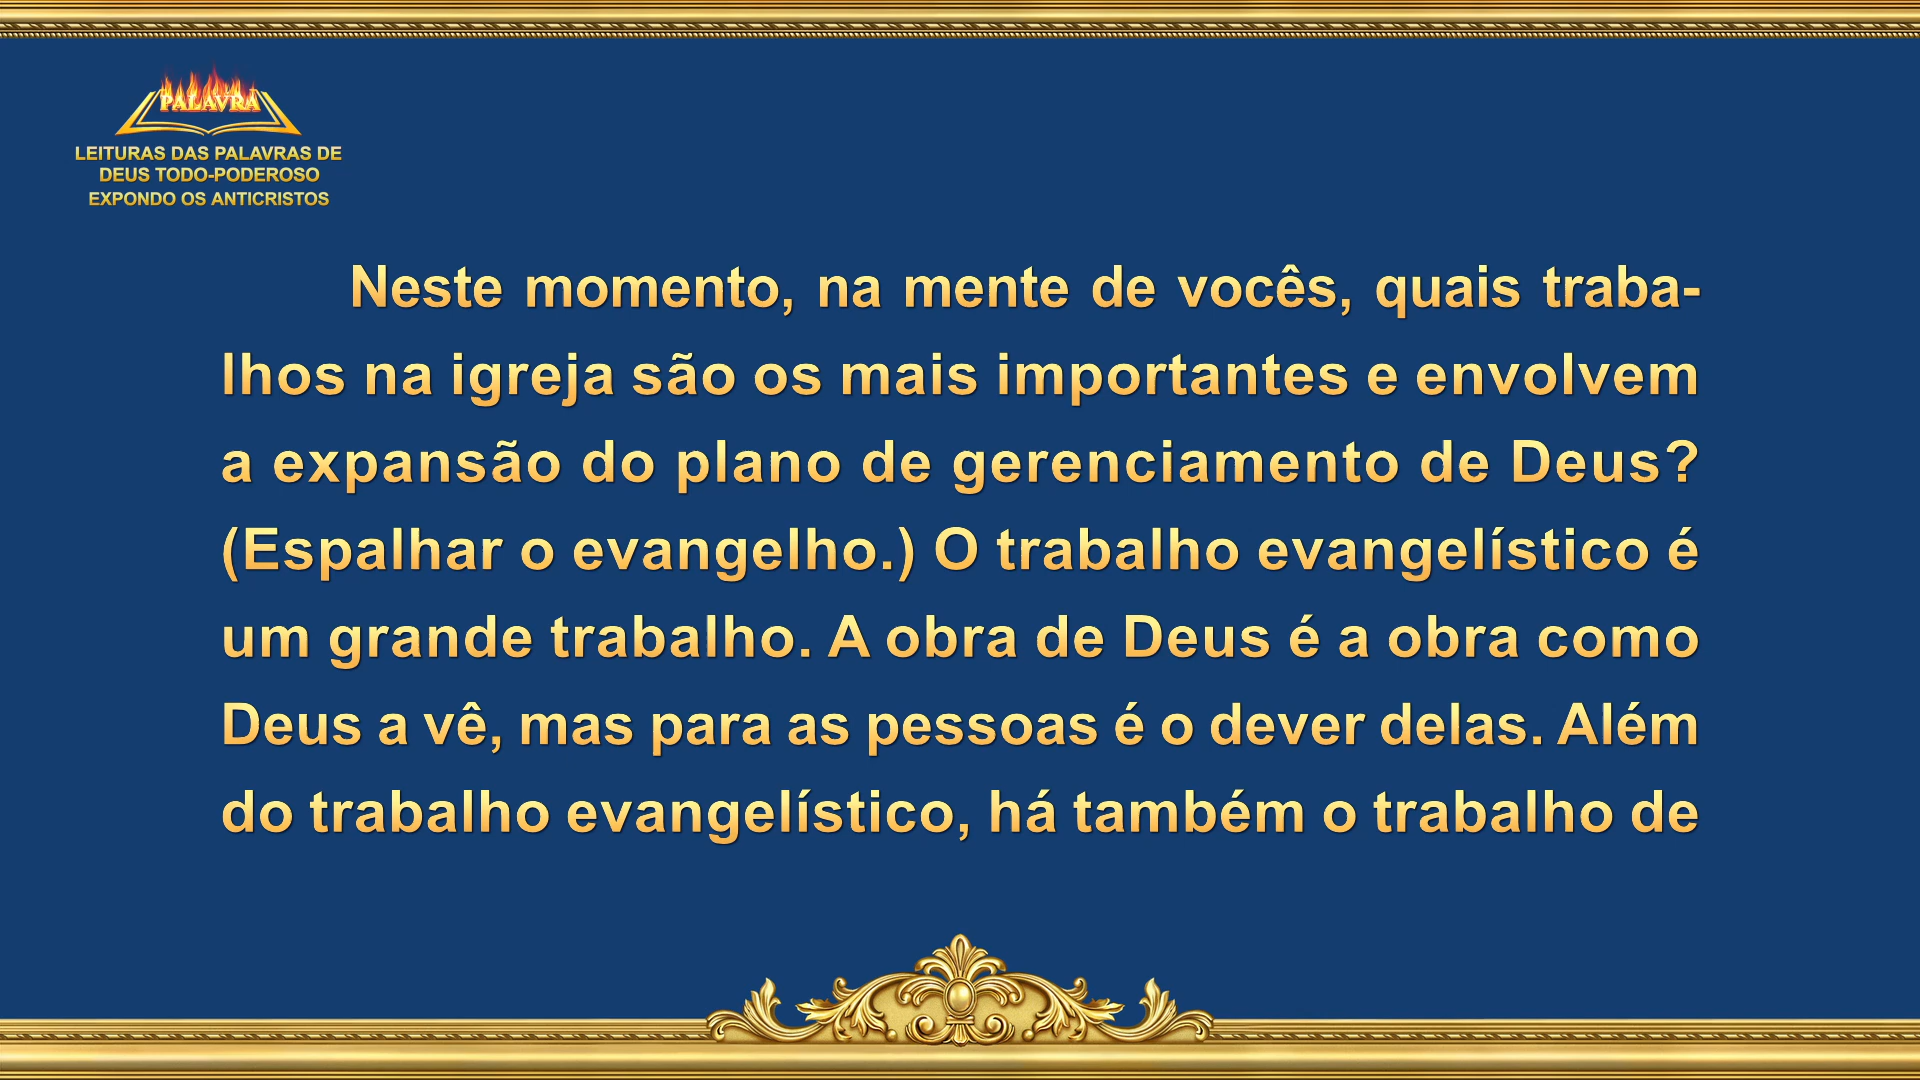 PALAVRA
LEITURAS DAS PALAVRAS DE
DEUS TODO-PODEROSO
EXPONDO OS ANTICRISTOS
Neste momento, na mente de vocês, quais traba-
lhos na igreja são os mais importantes e envolvem
a expansão do plano de gerenciamento de Deus?
(Espalhar o evangelho.) O trabalho evangelístico é
um grande trabalho. A obra de Deus é a obra como
Deus a vê, mas para as pessoas é o dever delas. Além
do trabalho evangelístico, há também o trabalho de